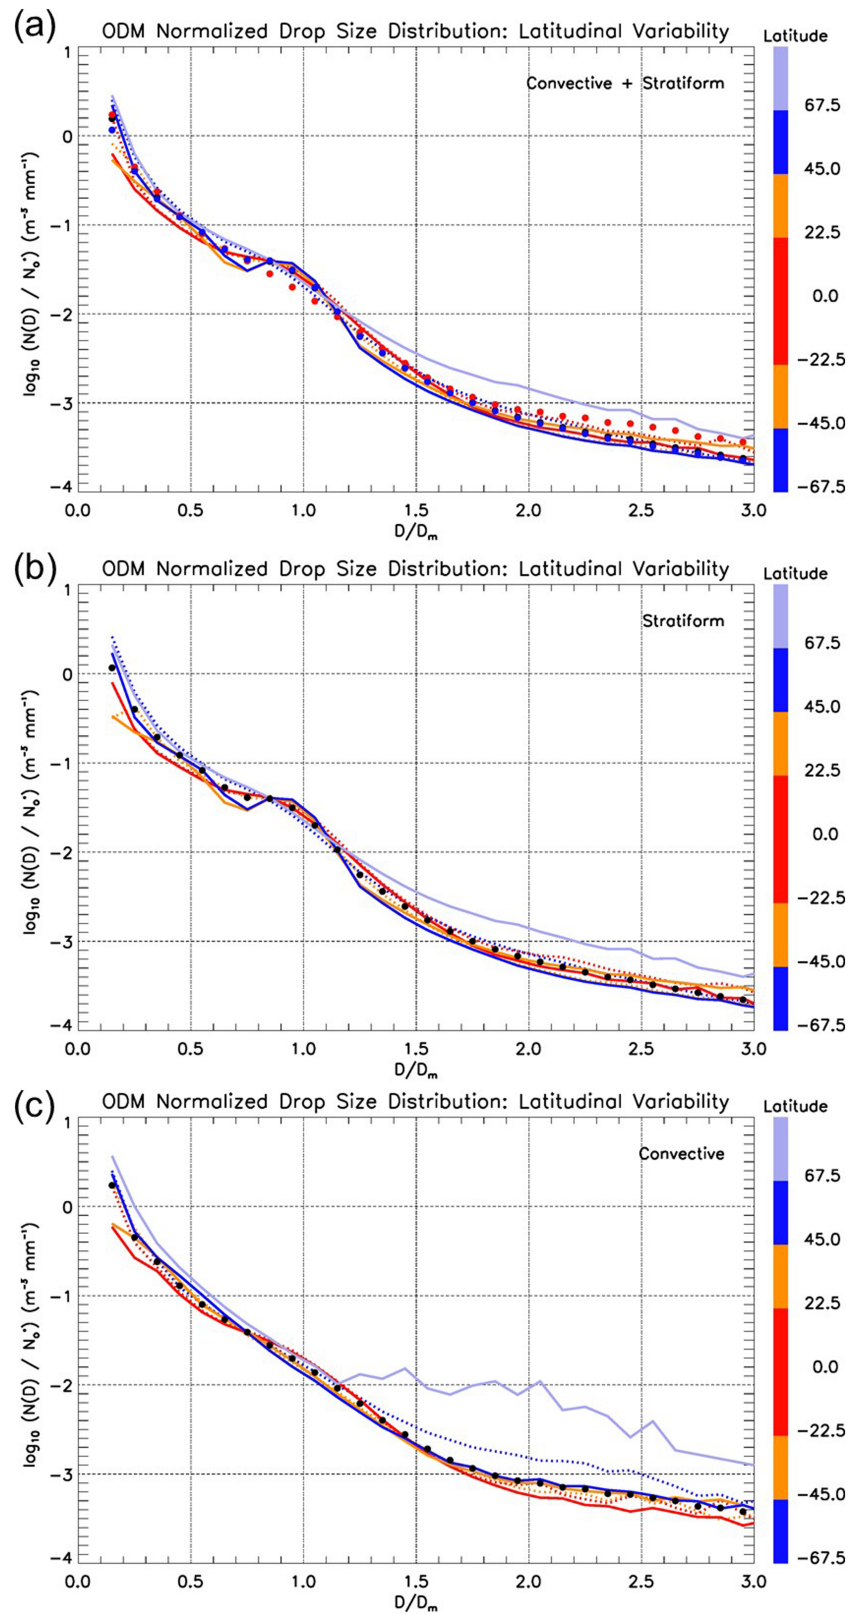 (a)
ODM Normalized Drop Size Distribution: Latitudinal Variability
Latitude
Convective + Stratiform
log₁₀ (N(D) / N₀*) (m⁻³ mm⁻¹)
1
0
−1
−2
−3
−4
0.0 0.5 1.0 1.5 2.0 2.5 3.0
D/Dₘ
67.5
45.0
22.5
0.0
−22.5
−45.0
−67.5
(b)
ODM Normalized Drop Size Distribution: Latitudinal Variability
Latitude
Stratiform
log₁₀ (N(D) / N₀*) (m⁻³ mm⁻¹)
1
0
−1
−2
−3
−4
0.0 0.5 1.0 1.5 2.0 2.5 3.0
D/Dₘ
67.5
45.0
22.5
0.0
−22.5
−45.0
−67.5
(c)
ODM Normalized Drop Size Distribution: Latitudinal Variability
Latitude
Convective
log₁₀ (N(D) / N₀*) (m⁻³ mm⁻¹)
1
0
−1
−2
−3
−4
0.0 0.5 1.0 1.5 2.0 2.5 3.0
D/Dₘ
67.5
45.0
22.5
0.0
−22.5
−45.0
−67.5